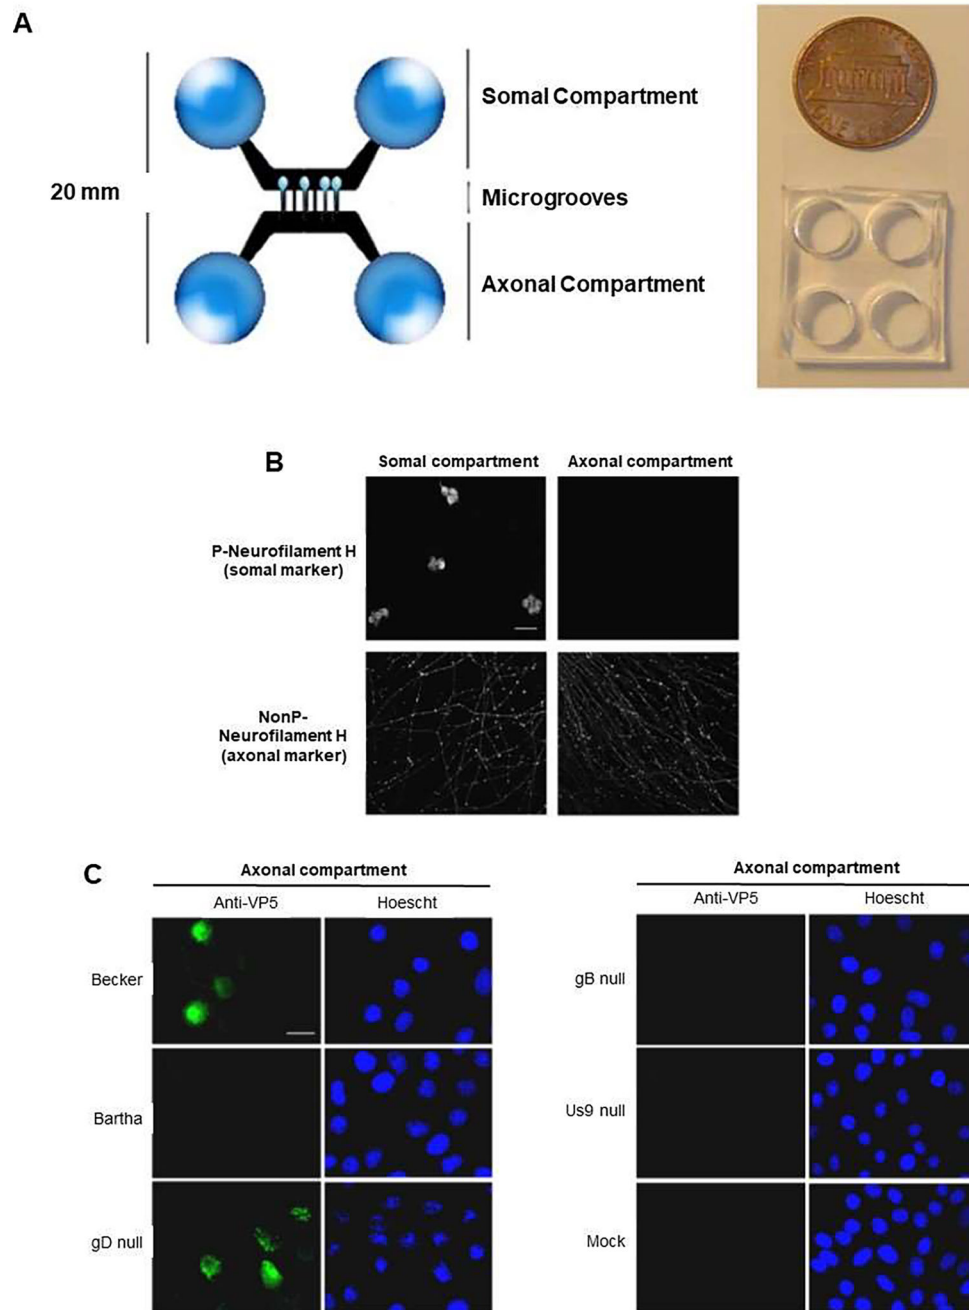 A
20 mm
Somal Compartment
Microgrooves
Axonal Compartment
B
Somal compartment
Axonal compartment
P-Neurofilament H
(somal marker)
NonP-
Neurofilament H
(axonal marker)
C
Axonal compartment
Anti-VP5
Hoescht
Becker
Bartha
gD null
Axonal compartment
Anti-VP5
Hoescht
gB null
Us9 null
Mock